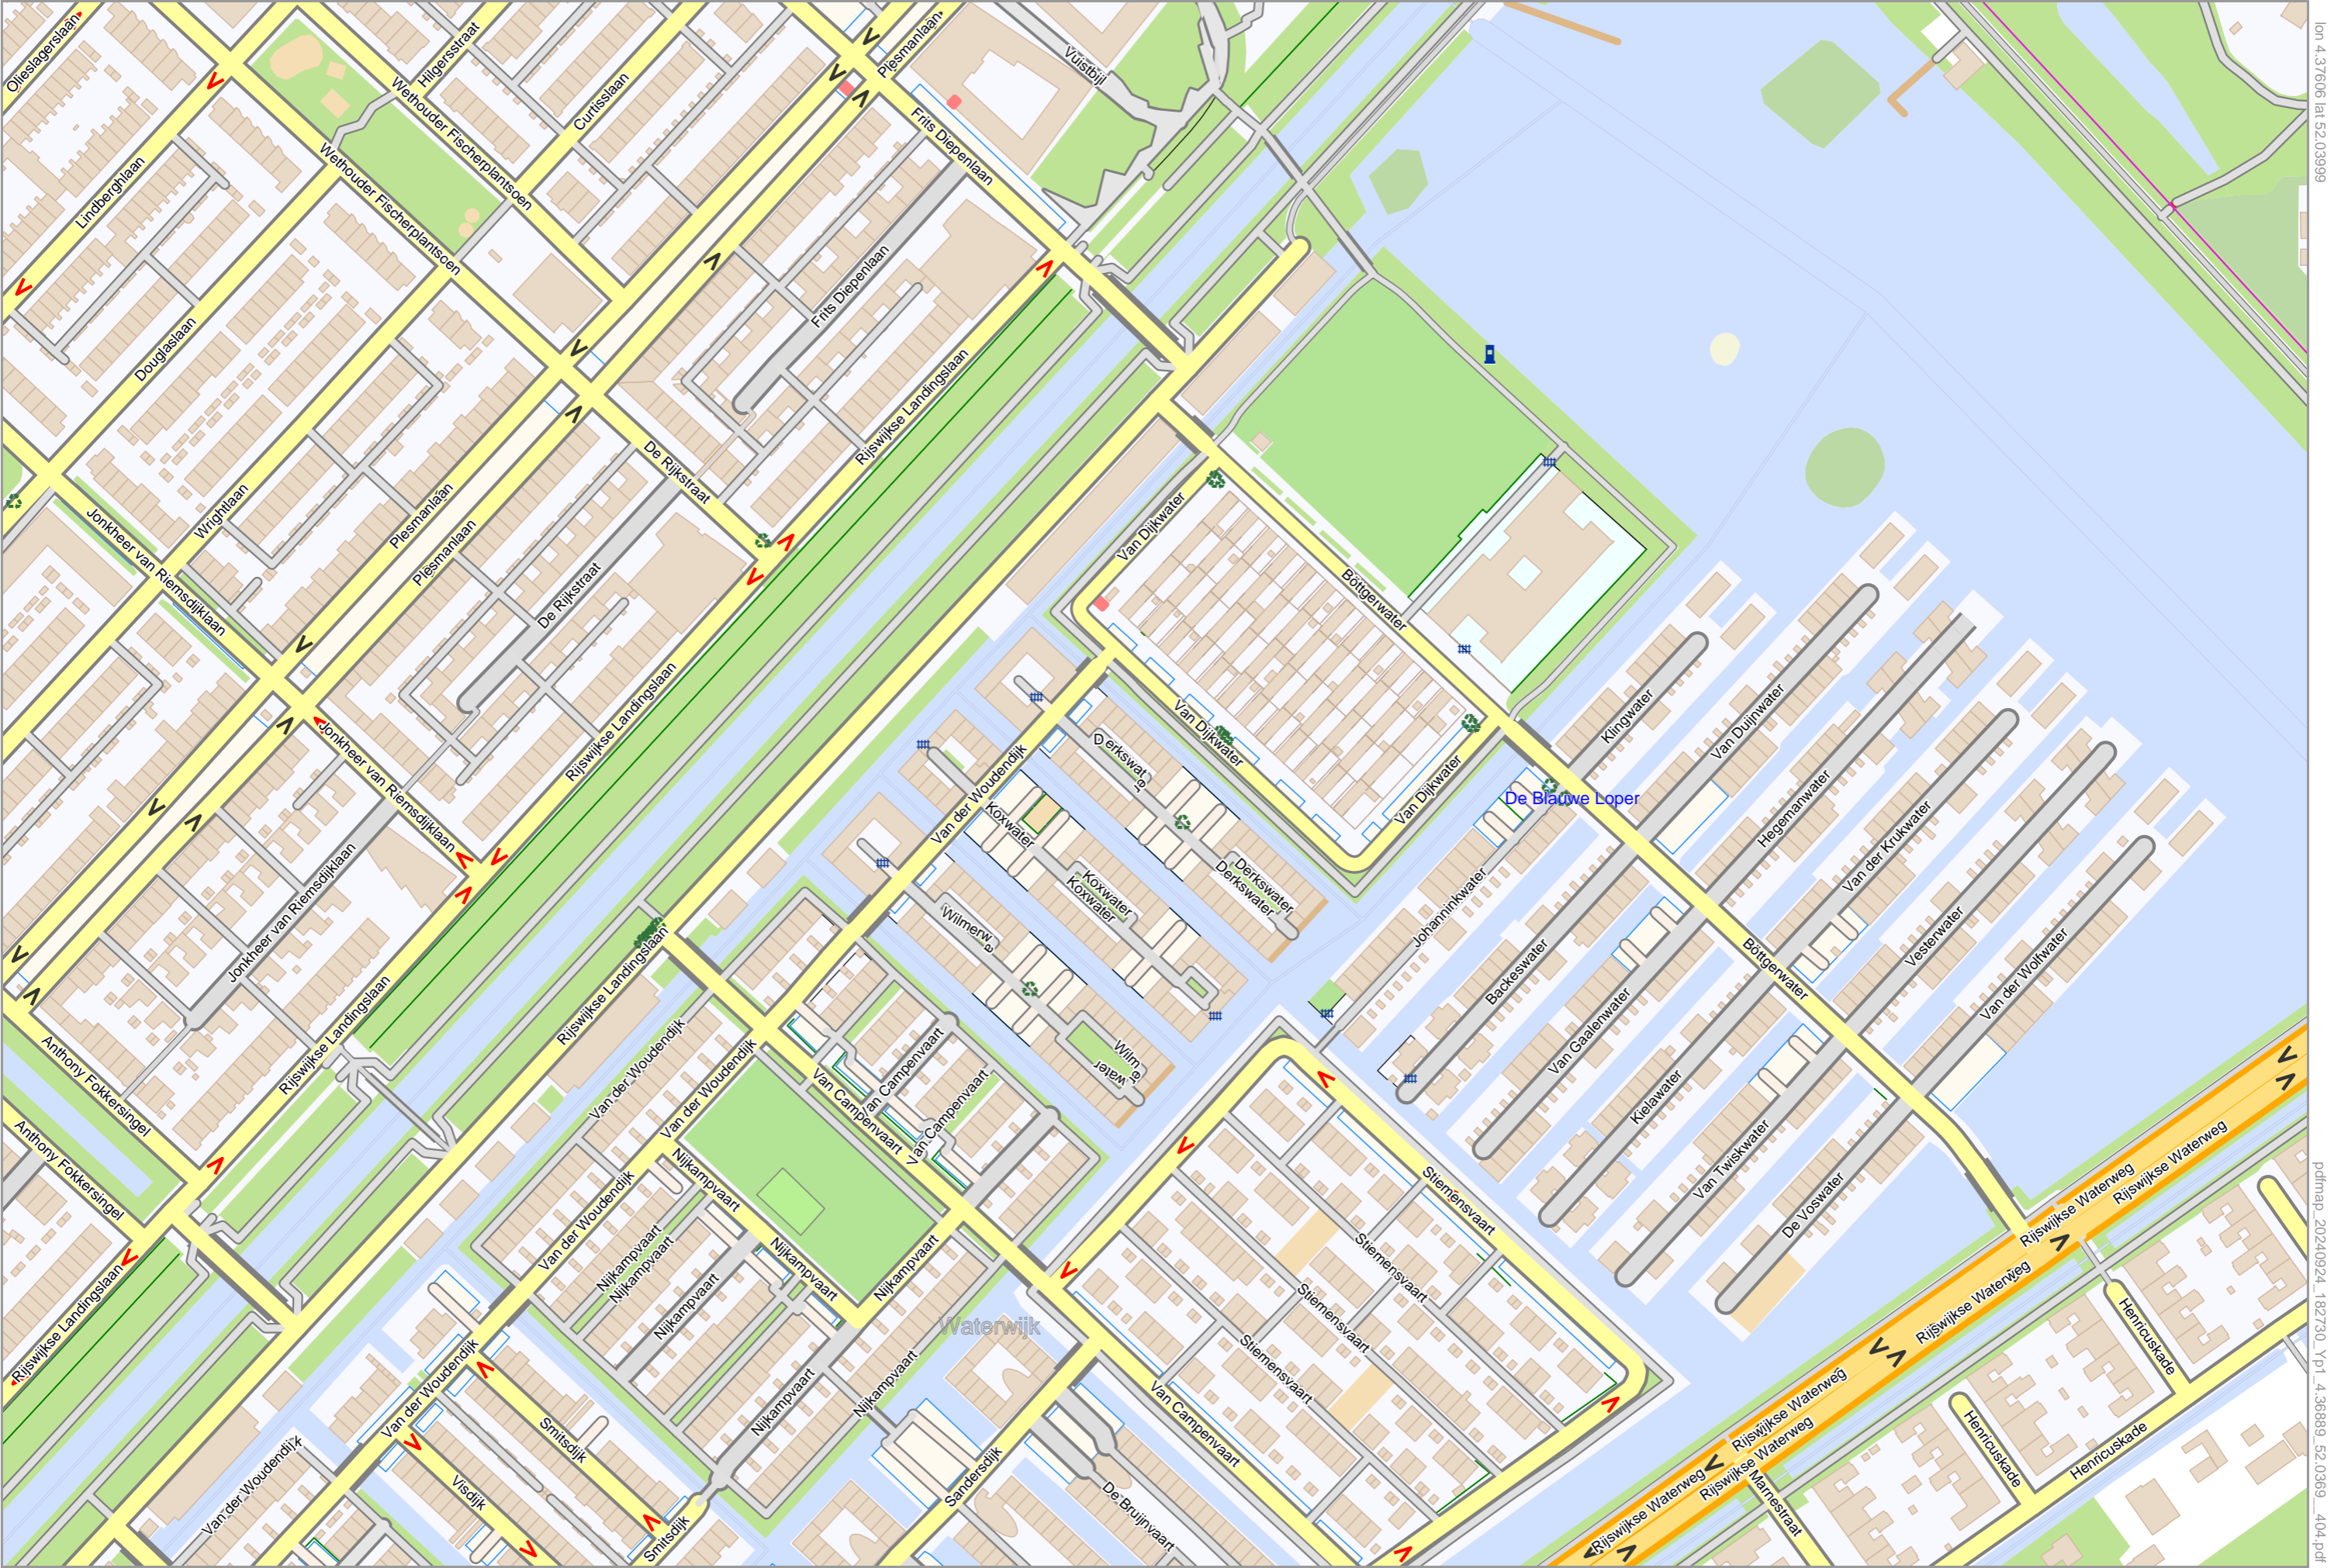 Olieslagerslaan
Hilgersstraat
Plesmanlaan
Vuistbijl
lon 4.37606 lat 52.03999
Wethouder Fischerplantsoen
Curtisslaan
Frits Diepenlaan
Lindberghlaan
Wethouder Fischerplantsoen
Frits Diepenlaan
Douglaslaan
Rijswijkse Landingslaan
De Rijkstraat
Wrightlaan
Plesmanlaan
Plesmanlaan
Jonkheer van Riemsdijklaan
Van Dijkwater
De Rijkstraat
Böttgerwater
Rijswijkse Landingslaan
Jonkheer van Riemsdijklaan
Van Dijkwater
Klingwater
Van Duijnwater
Derkswat
er
Van der Woudendijk
Van Dijkwater
De Blauwe Loper
Hegemanwater
Koxwater
Van der Krukwater
Jonkheer van Riemsdijklaan
Koxwater
Koxwater
Derkswater
Derkswater
Johanninkwater
Wilmerw
a
Backeswater
Vesterwater
Böttgerwater
Van der Wolfwater
Rijswijkse Landingslaan
Rijswijkse Landingslaan
Van Gaalenwater
Anthony Fokkersingel
Van der Woudendijk
Van der Woudendijk
Van Campenvaart
Van Campenvaart
Van Campenvaart
Wilm
e
water
Kielawater
Anthony Fokkersingel
Van Twiskwater
De Voswater
Nijkampvaart
Van der Woudendijk
Stiemensvaart
Rijswijkse Waterweg
Rijswijkse Waterweg
Nijkampvaart
Nijkampvaart
Nijkampvaart
Nijkampvaart
Nijkampvaart
Stiemensvaart
Stiemensvaart
Stiemensvaart
Rijswijkse Waterweg
Rijswijkse Landingslaan
Waterwijk
Henricuskade
Van der Woudendijk
Nijkampvaart
Nijkampvaart
Van Campenvaart
Smitsdijk
Visdijk
Van der Woudendijk
Sandersdijk
De Bruijnvaart
Smitsdijk
Rijswijkse Waterweg
Rijswijkse Waterweg
Rijswijkse Waterweg
Marnestraat
Henricuskade
Henricuskade
pdfmap_20240924_182730_Yp1_4.36889_52.0369__404.pdf